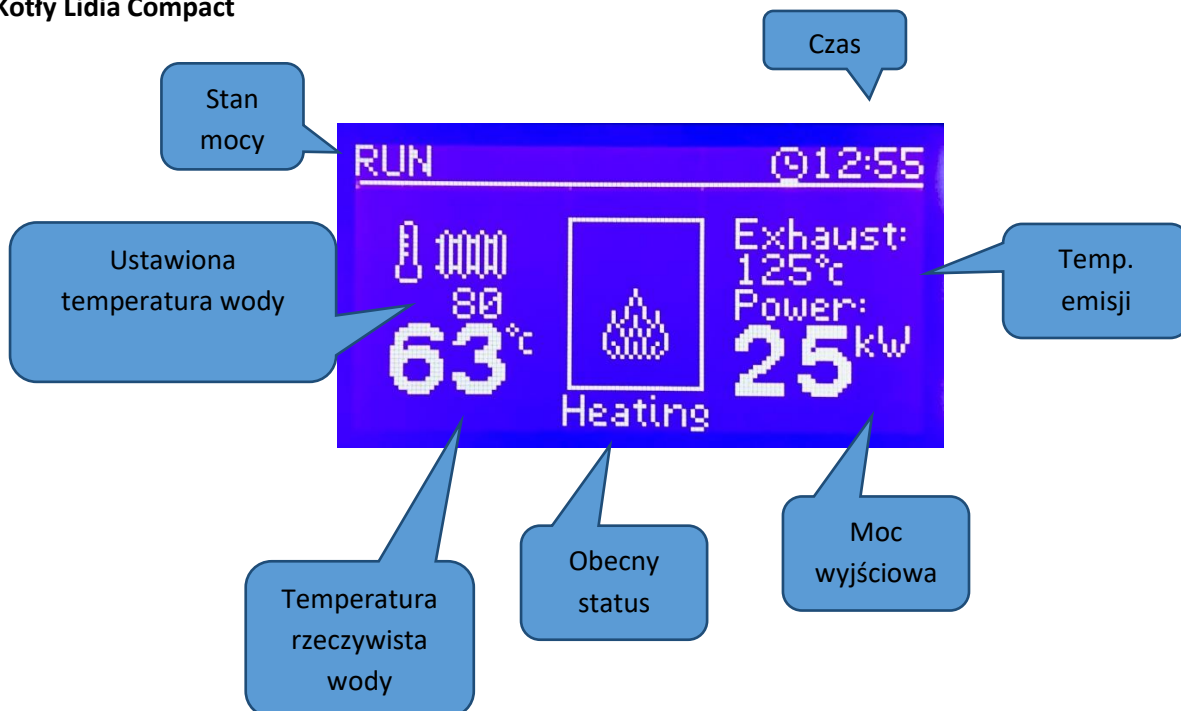 Kotły Lidia Compact
Czas
Stan
mocy
RUN
12:55
Ustawiona
temperatura wody
80
63°c
Exhaust:
125°c
Power:
25kW
Temp.
emisji
Heating
Temperatura
rzeczywista
wody
Obecny
status
Moc
wyjściowa